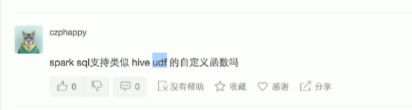 czphappy
spark sql支持类似 hive udf 的自定义函数吗
0 0 没有帮助 收藏 感谢 分享